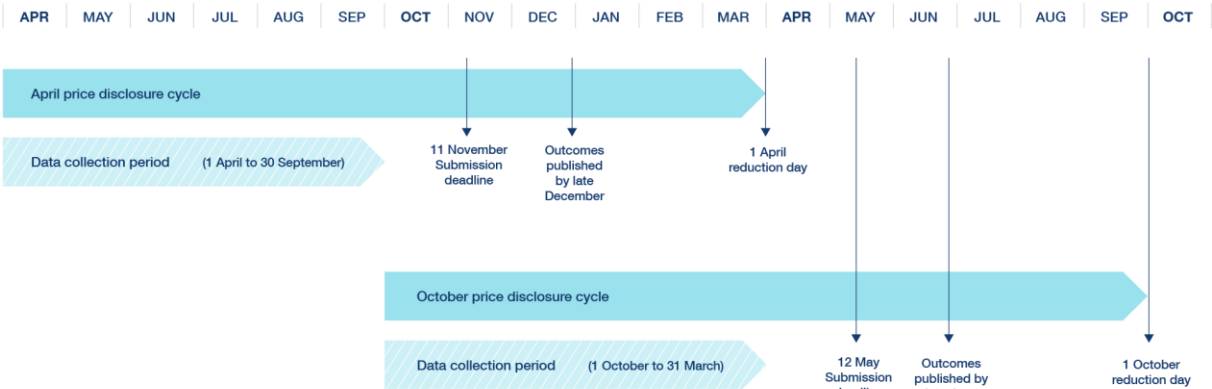 APR MAY JUN JUL AUG SEP OCT NOV DEC JAN FEB MAR APR MAY JUN JUL AUG SEP OCT
April price disclosure cycle
Data collection period (1 April to 30 September)
11 November
Submission
deadline
Outcomes
published
by late
December
1 April
reduction day
October price disclosure cycle
Data collection period (1 October to 31 March)
12 May
Submission
Outcomes
published by
1 October
reduction day